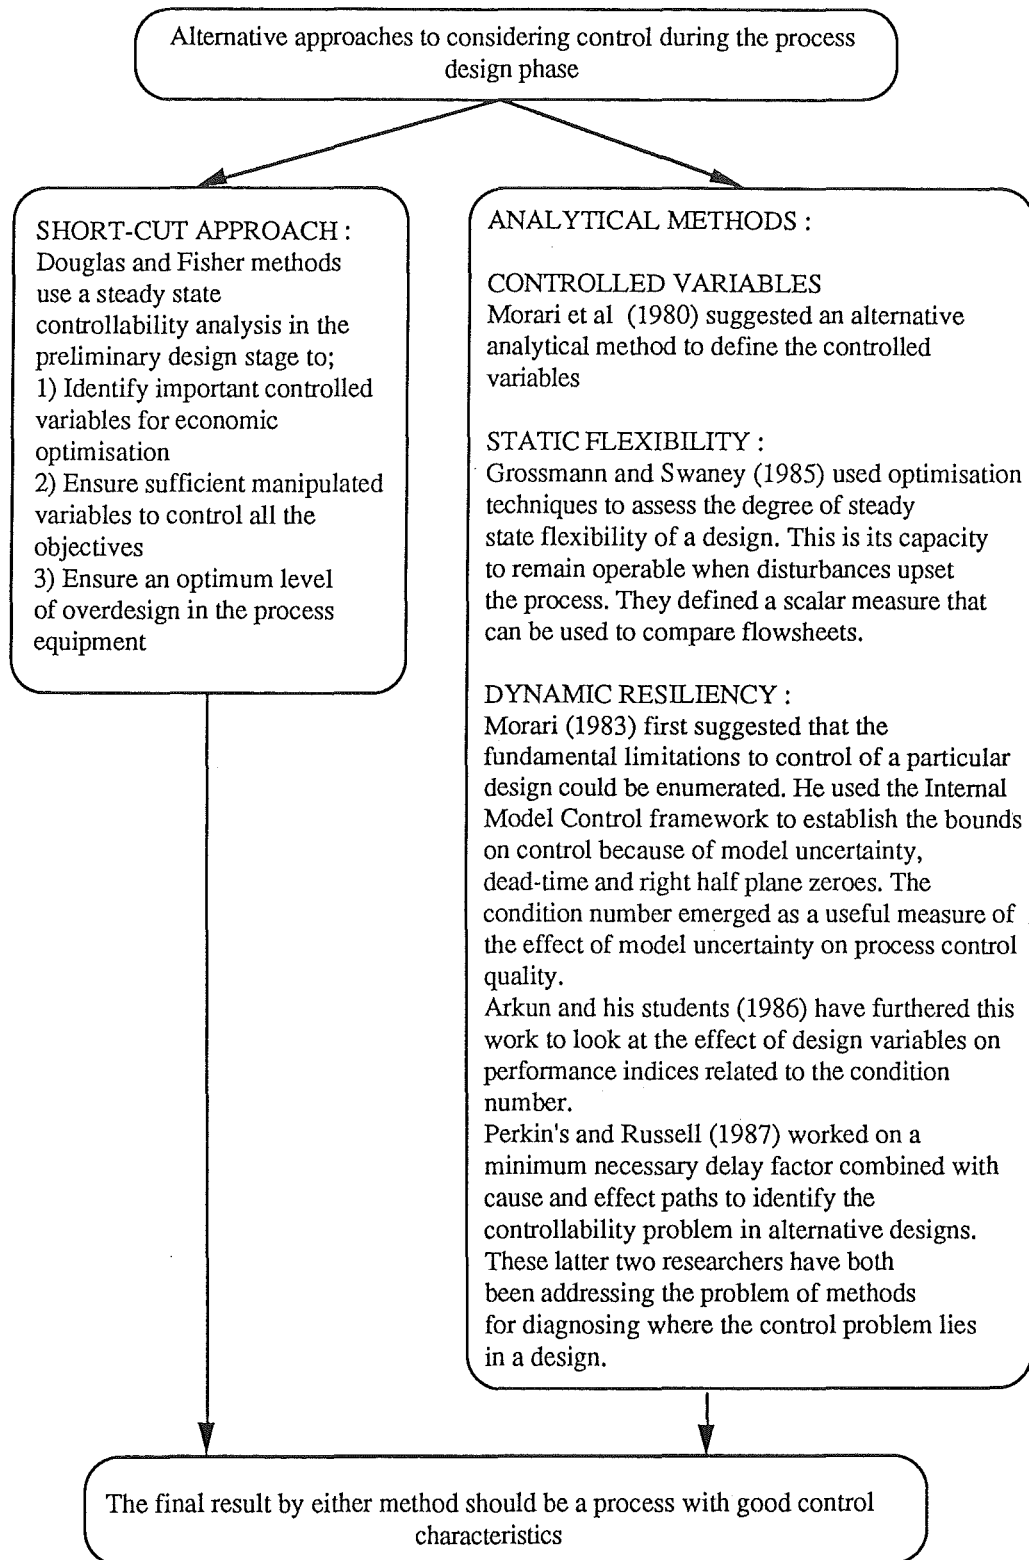 Alternative approaches to considering control during the process
design phase
SHORT-CUT APPROACH :
Douglas and Fisher methods
use a steady state
controllability analysis in the
preliminary design stage to;
1) Identify important controlled
variables for economic
optimisation
2) Ensure sufficient manipulated
variables to control all the
objectives
3) Ensure an optimum level
of overdesign in the process
equipment
ANALYTICAL METHODS :
CONTROLLED VARIABLES
Morari et al (1980) suggested an alternative
analytical method to define the controlled
variables
STATIC FLEXIBILITY :
Grossmann and Swaney (1985) used optimisation
techniques to assess the degree of steady
state flexibility of a design. This is its capacity
to remain operable when disturbances upset
the process. They defined a scalar measure that
can be used to compare flowsheets.
DYNAMIC RESILIENCY :
Morari (1983) first suggested that the
fundamental limitations to control of a particular
design could be enumerated. He used the Internal
Model Control framework to establish the bounds
on control because of model uncertainty,
dead-time and right half plane zeroes. The
condition number emerged as a useful measure of
the effect of model uncertainty on process control
quality.
Arkun and his students (1986) have furthered this
work to look at the effect of design variables on
performance indices related to the condition
number.
Perkin's and Russell (1987) worked on a
minimum necessary delay factor combined with
cause and effect paths to identify the
controllability problem in alternative designs.
These latter two researchers have both
been addressing the problem of methods
for diagnosing where the control problem lies
in a design.
The final result by either method should be a process with good control
characteristics